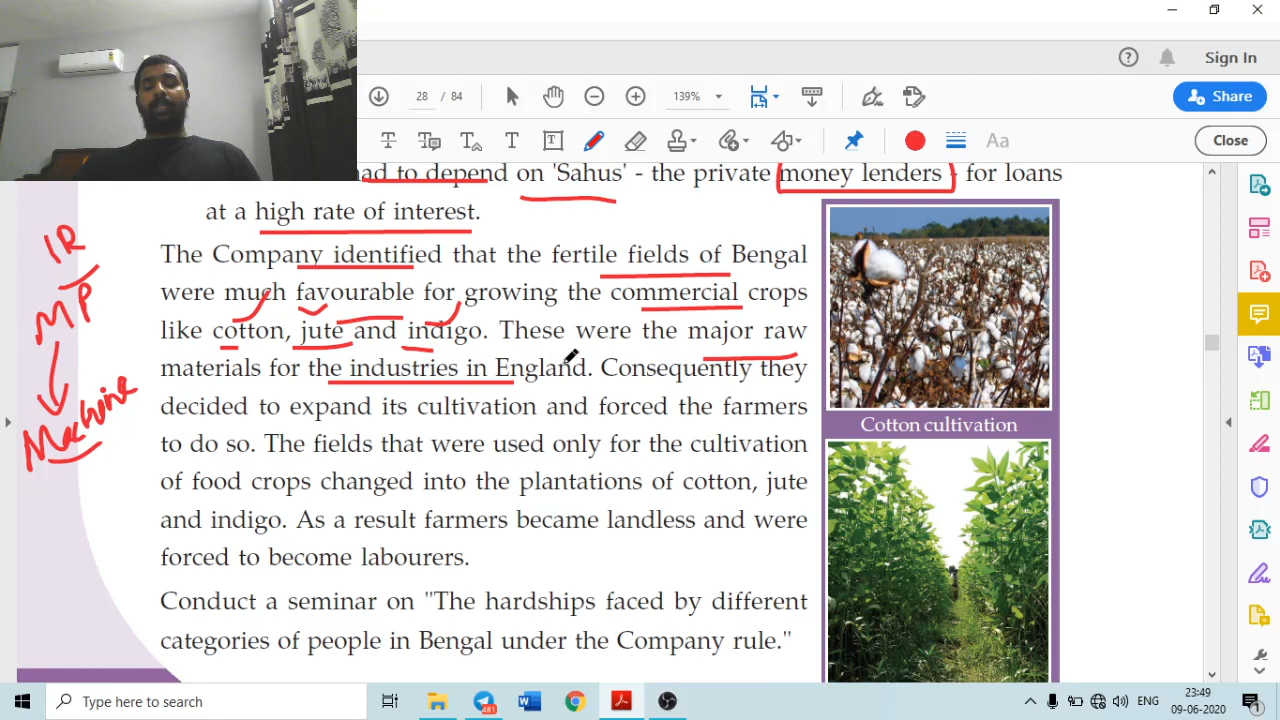 Sign In
28 / 84
139%
Share
Aa
Close
had to depend on 'Sahus' - the private money lenders - for loans
at a high rate of interest.
The Company identified that the fertile fields of Bengal
were much favourable for growing the commercial crops
like cotton, jute and indigo. These were the major raw
materials for the industries in England. Consequently they
decided to expand its cultivation and forced the farmers
to do so. The fields that were used only for the cultivation
of food crops changed into the plantations of cotton, jute
and indigo. As a result farmers became landless and were
forced to become labourers.
Conduct a seminar on "The hardships faced by different
categories of people in Bengal under the Company rule."
Cotton cultivation
IR
MP
Machine
Type here to search
481
ENG
23:49
09-06-2020
1